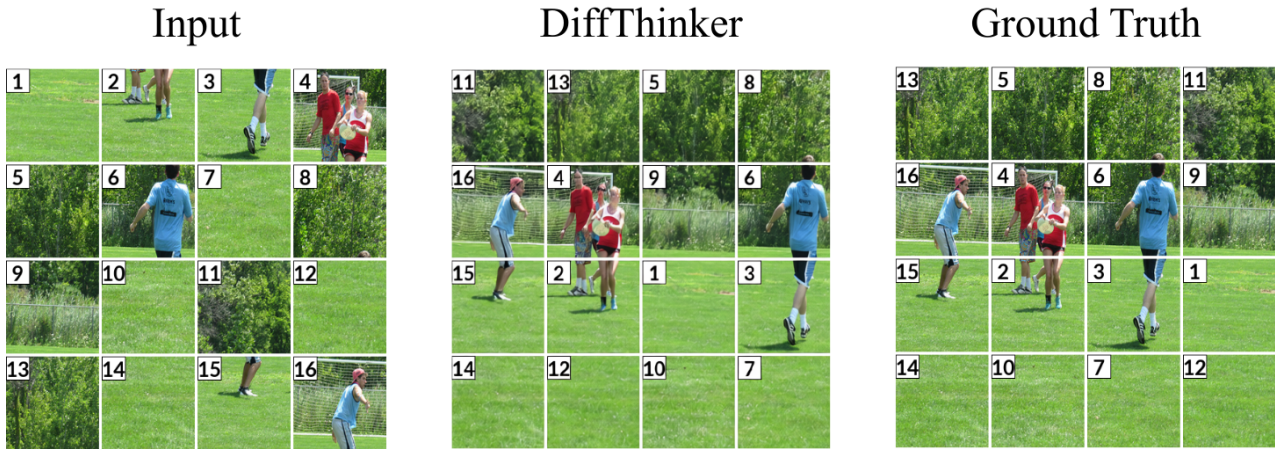 Input
DiffThinker
Ground Truth
1 2 3 4
11 13 5 8
13 5 8 11
5 6 7 8
16 4 9 6
16 4 6 9
9 10 11 12
15 2 1 3
15 2 3 1
13 14 15 16
14 12 10 7
14 10 7 12